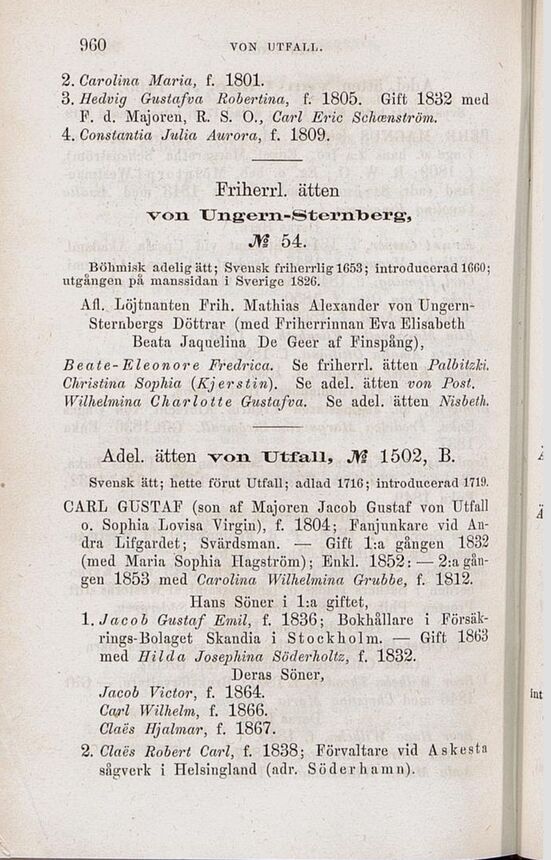 960
VON UTFALL.
2. Carolina Maria, f. 1801.
3. Hedvig Gustafva Robertina, f. 1805. Gift 1832 med
F. d. Majoren, R. S. O., Carl Eric Schœnström.
4. Constantia Julia Aurora, f. 1809.
Friherrl. ätten
von Ungern-Sternberg,
№ 54.
Böhmisk adelig ätt; Svensk friherrlig 1653; introducerad 1660;
utgången på manssidan i Sverige 1826.
Afl. Löjtnanten Frih. Mathias Alexander von Ungern-
Sternbergs Döttrar (med Friherrinnan Eva Elisabeth
Beata Jaquelina De Geer af Finspång),
Beate-Eleonore Fredrica. Se friherrl. ätten Palbitzki.
Christina Sophia (Kjerstin). Se adel. ätten von Post.
Wilhelmina Charlotte Gustafva. Se adel. ätten Nisbeth.
Adel. ätten von Utfall, № 1502, B.
Svensk ätt; hette förut Utfall; adlad 1716; introducerad 1719.
CARL GUSTAF (son af Majoren Jacob Gustaf von Utfall
o. Sophia Lovisa Virgin), f. 1804; Fanjunkare vid An-
dra Lifgardet; Svärdsman. — Gift 1:a gången 1832
(med Maria Sophia Hagström); Enkl. 1852: — 2:a gån-
gen 1853 med Carolina Wilhelmina Grubbe, f. 1812.
Hans Söner i 1:a giftet,
1. Jacob Gustaf Emil, f. 1836; Bokhållare i Försäk-
rings-Bolaget Skandia i Stockholm. — Gift 1863
med Hilda Josephina Söderholtz, f. 1832.
Deras Söner,
Jacob Victor, f. 1864.
Carl Wilhelm, f. 1866.
Claës Hjalmar, f. 1867.
2. Claës Robert Carl, f. 1838; Förvaltare vid Askesta
sågverk i Helsingland (adr. Söderhamn).
int